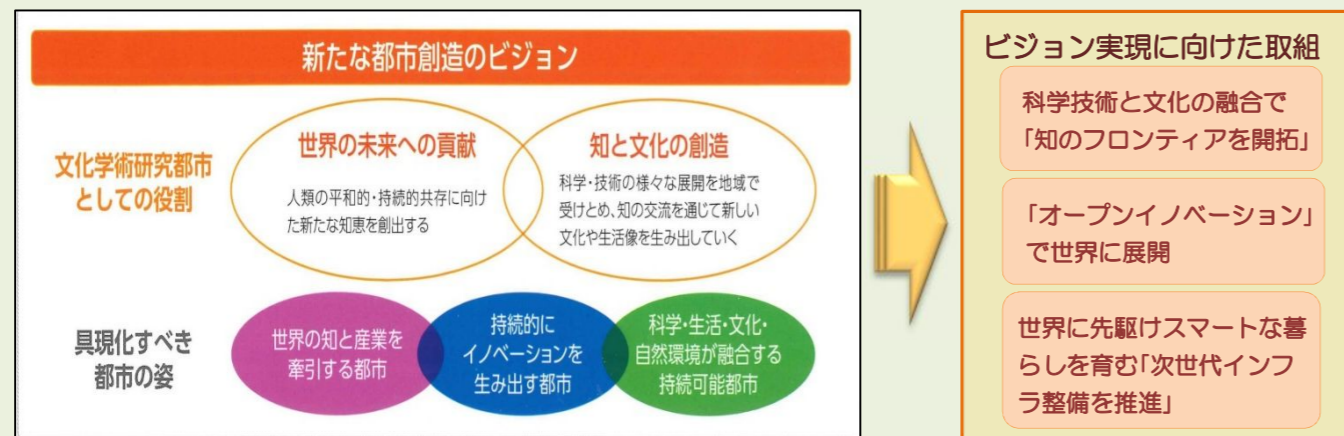 新たな都市創造のビジョン
文化学術研究都市
としての役割
世界の未来への貢献
人類の平和的・持続的共存に向け
た新たな知恵を創出する
知と文化の創造
科学・技術の様々な展開を地域で
受けとめ、知の交流を通じて新しい
文化や生活像を生み出していく
具現化すべき
都市の姿
世界の知と産業を
牽引する都市
持続的に
イノベーションを
生み出す都市
科学・生活・文化・
自然環境が融合する
持続可能都市
ビジョン実現に向けた取組
科学技術と文化の融合で
「知のフロンティアを開拓」
「オープンイノベーション」
で世界に展開
世界に先駆けスマートな暮
らしを育む「次世代インフ
ラ整備を推進」